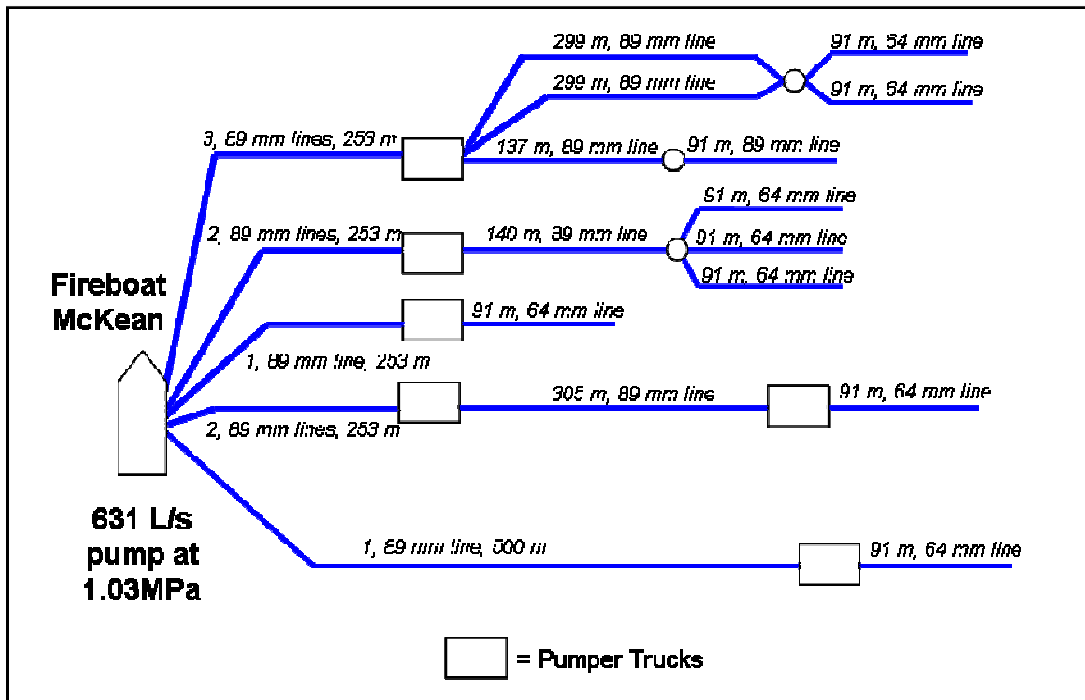 299 m, 89 mm line
91 m, 64 mm line
299 m, 89 mm line
91 m, 64 mm line
3, 89 mm lines, 253 m
137 m, 89 mm line
91 m, 89 mm line
91 m, 64 mm line
2, 89 mm lines, 253 m
140 m, 89 mm line
91 m, 64 mm line
91 m, 64 mm line
Fireboat
McKean
91 m, 64 mm line
1, 89 mm line, 253 m
305 m, 89 mm line
91 m, 64 mm line
2, 89 mm lines, 253 m
631 L/s
pump at
1.03MPa
1, 89 mm line, 500 m
91 m, 64 mm line
= Pumper Trucks